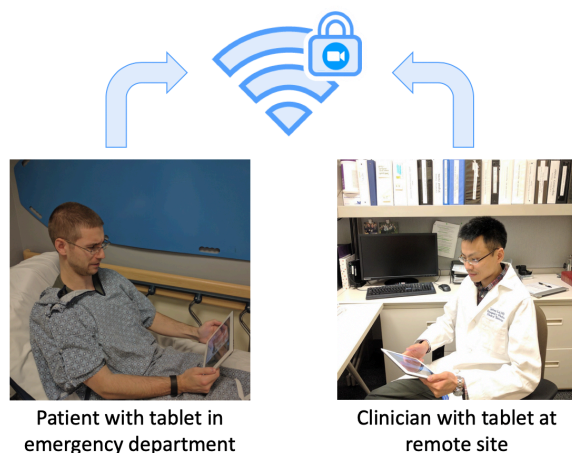 Patient with tablet in
emergency department
Clinician with tablet at
remote site